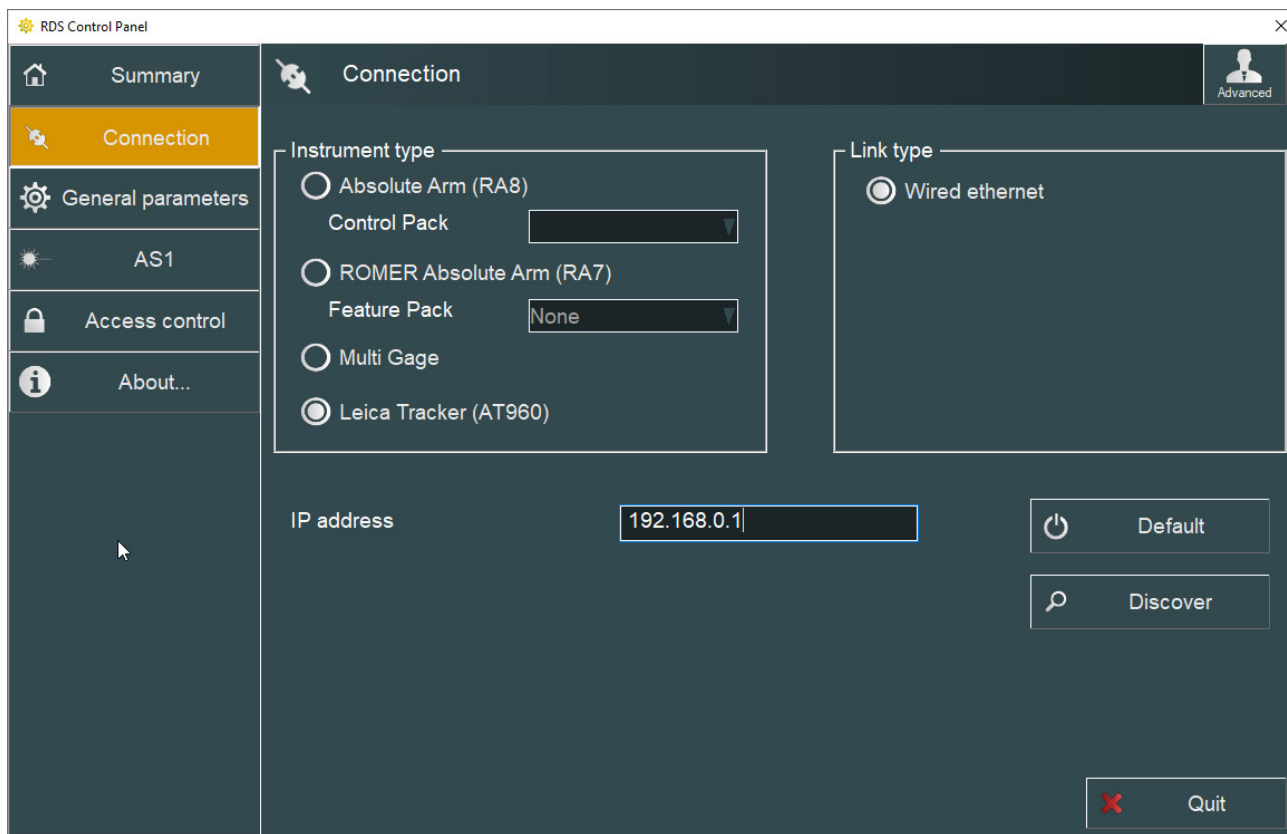 RDS Control Panel
Summary
Connection
General parameters
AS1
Access control
About...
Connection
Advanced
Instrument type
Absolute Arm (RA8)
Control Pack
ROMER Absolute Arm (RA7)
Feature Pack
None
Multi Gage
Leica Tracker (AT960)
Link type
Wired ethernet
IP address
192.168.0.1
Default
Discover
Quit